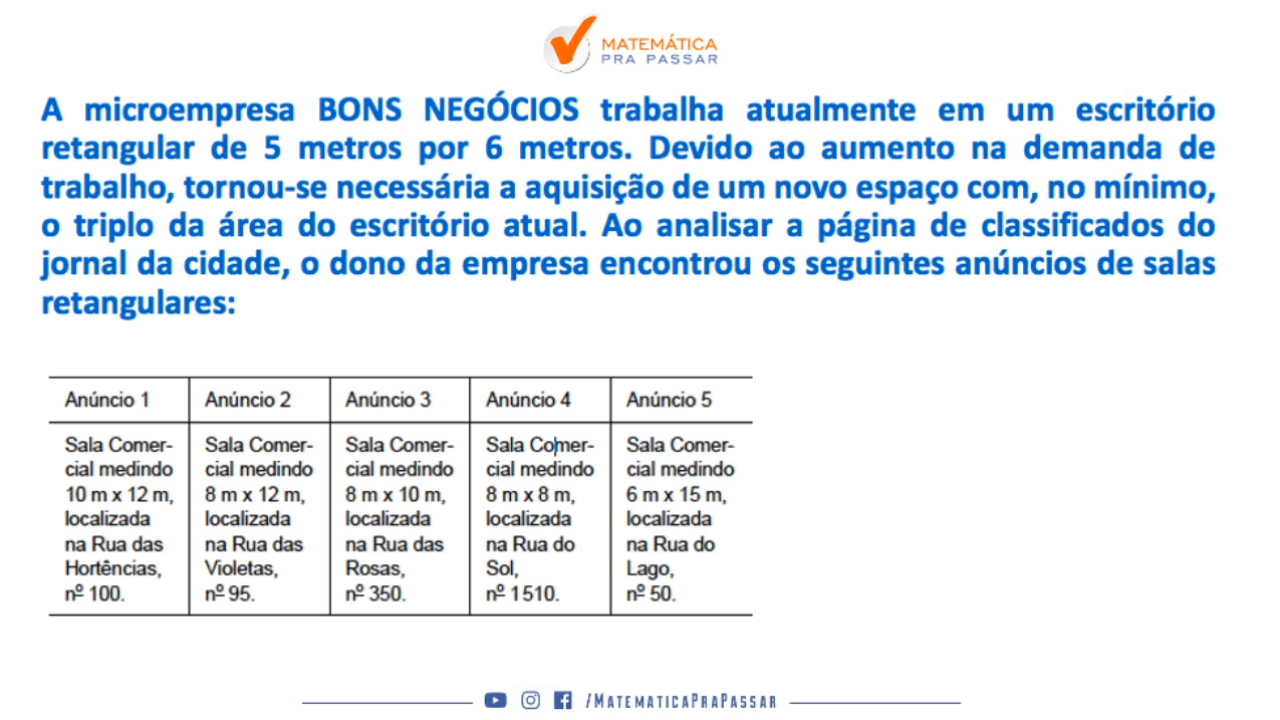 MATEMÁTICA
PRA PASSAR
A microempresa BONS NEGÓCIOS trabalha atualmente em um escritório
retangular de 5 metros por 6 metros. Devido ao aumento na demanda de
trabalho, tornou-se necessária a aquisição de um novo espaço com, no mínimo,
o triplo da área do escritório atual. Ao analisar a página de classificados do
jornal da cidade, o dono da empresa encontrou os seguintes anúncios de salas
retangulares:
Anúncio 1
Sala Comer-
cial medindo
10 m x 12 m,
localizada
na Rua das
Hortências,
nº 100.
Anúncio 2
Sala Comer-
cial medindo
8 m x 12 m,
localizada
na Rua das
Violetas,
nº 95.
Anúncio 3
Sala Comer-
cial medindo
8 m x 10 m,
localizada
na Rua das
Rosas,
nº 350.
Anúncio 4
Sala Comer-
cial medindo
8 m x 8 m,
localizada
na Rua do
Sol,
nº 1510.
Anúncio 5
Sala Comer-
cial medindo
6 m x 15 m,
localizada
na Rua do
Lago,
nº 50.
/MatematicaPraPassar